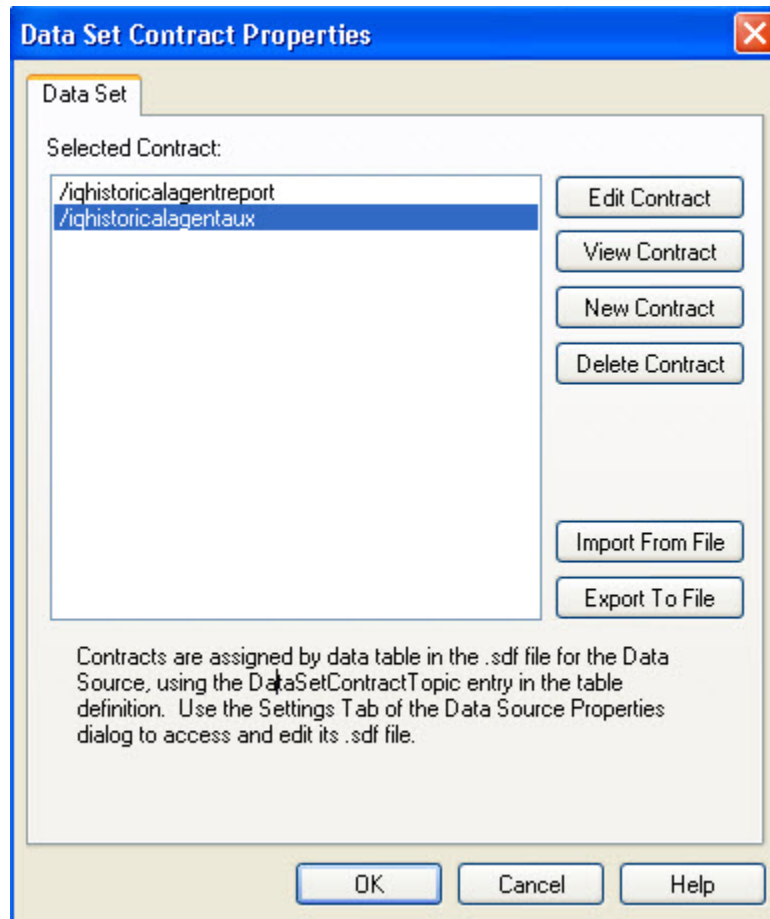 Data Set Contract Properties
Data Set
Selected Contract:
/iqhistoricalagentreport
/iqhistoricalagentaux
Edit Contract
View Contract
New Contract
Delete Contract
Import From File
Export To File
Contracts are assigned by data table in the .sdf file for the Data
Source, using the DataSetContractTopic entry in the table
definition. Use the Settings Tab of the Data Source Properties
dialog to access and edit its .sdf file.
OK
Cancel
Help